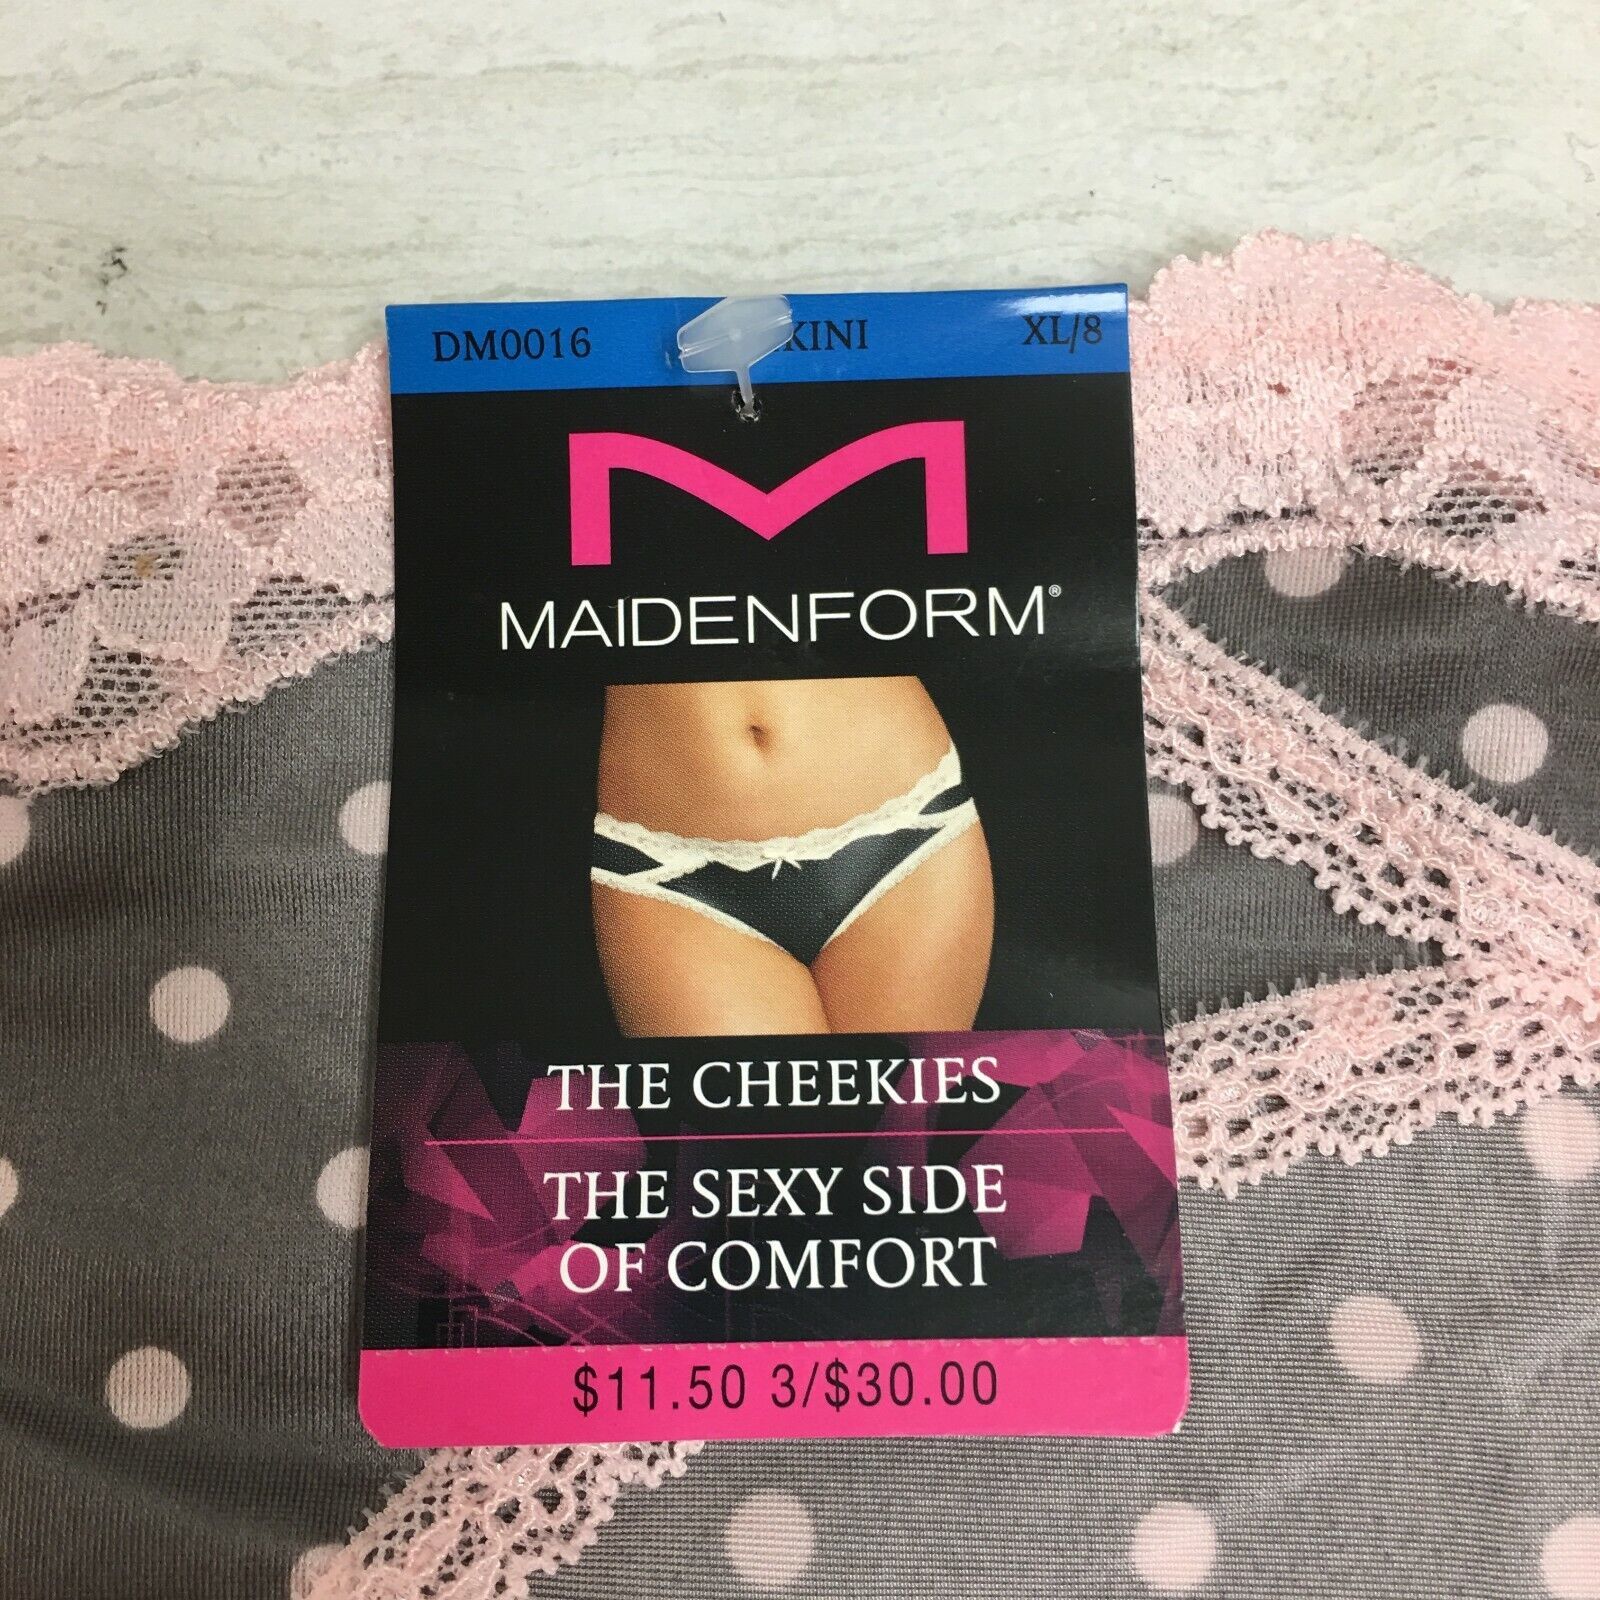 DM0016 XL/8
MAIDENFORM®
THE CHEEKIES
THE SEXY SIDE
OF COMFORT
$11.50 3/$30.00